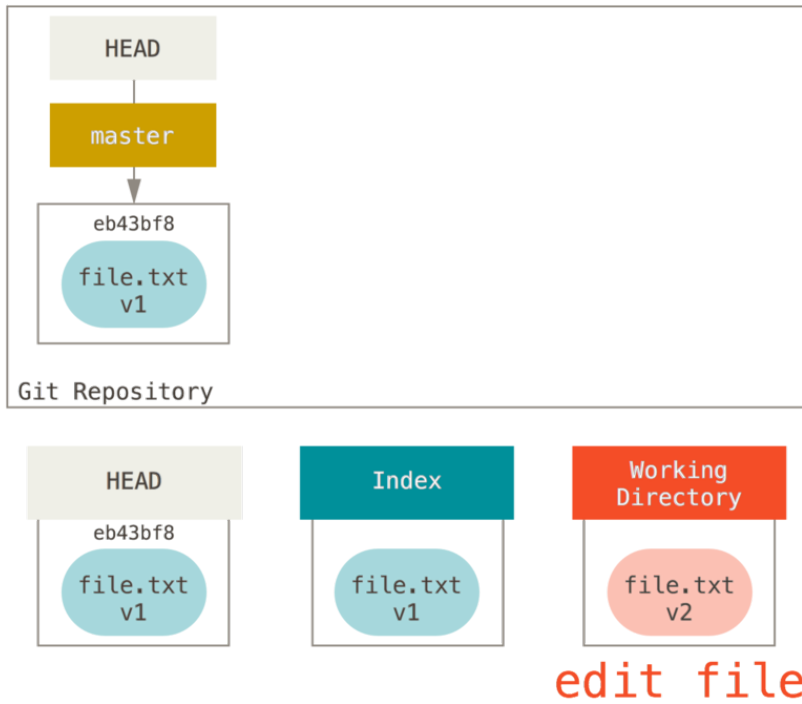 HEAD
master
eb43bf8
file.txt
v1
Git Repository
HEAD
eb43bf8
file.txt
v1
Index
file.txt
v1
Working
Directory
file.txt
v2
edit file